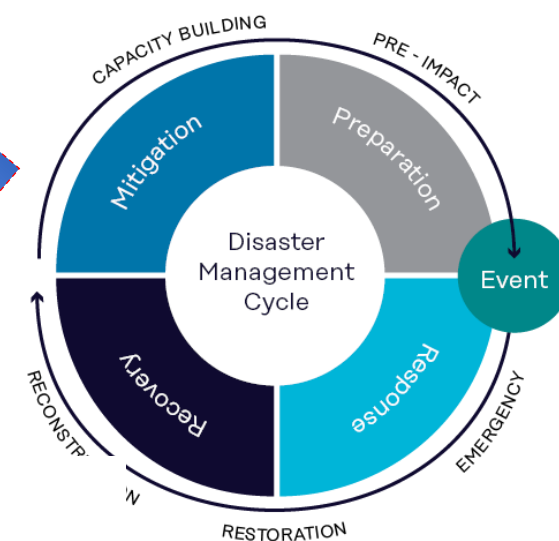 CAPACITY BUILDING
PRE - IMPACT
Mitigation
Preparation
Disaster
Management
Cycle
Event
Recovery
Response
EMERGENCY
RESTORATION